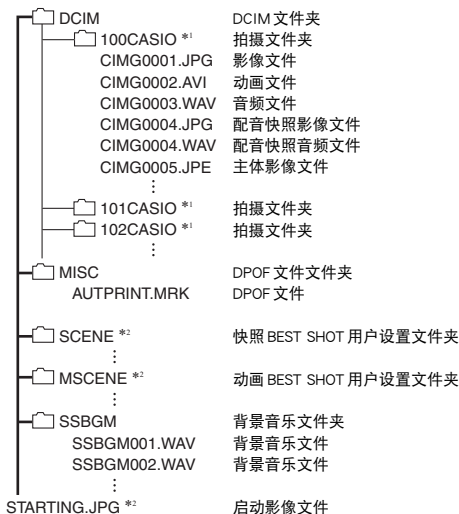 DCIM DCIM文件夹
100CASIO *1 拍摄文件夹
CIMG0001.JPG 影像文件
CIMG0002.AVI 动画文件
CIMG0003.WAV 音频文件
CIMG0004.JPG 配音快照影像文件
CIMG0004.WAV 配音快照音频文件
CIMG0005.JPE 主体影像文件
⋮
101CASIO *1 拍摄文件夹
102CASIO *1 拍摄文件夹
⋮
MISC DPOF文件文件夹
AUTPRINT.MRK DPOF文件
SCENE *2 快照BEST SHOT用户设置文件夹
⋮
MSCENE *2 动画BEST SHOT用户设置文件夹
⋮
SSBGM 背景音乐文件夹
SSBGM001.WAV 背景音乐文件
SSBGM002.WAV 背景音乐文件
⋮
STARTING.JPG *2 启动影像文件